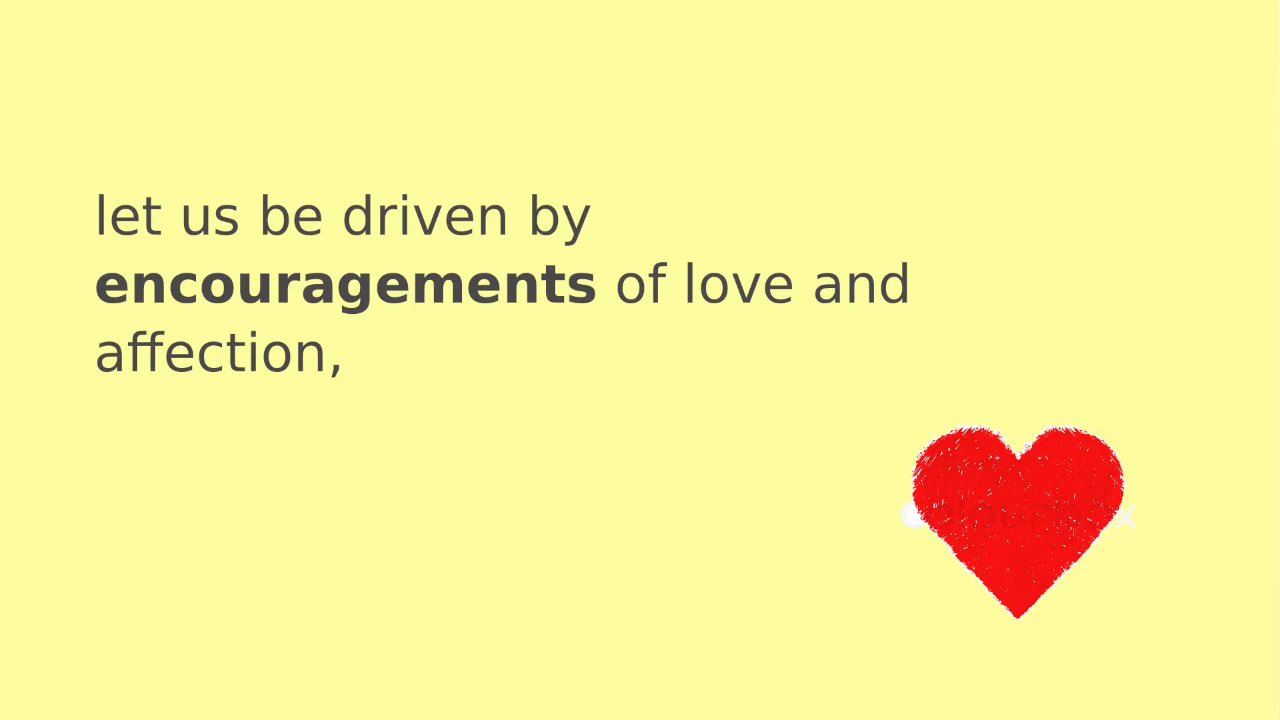 let us be driven by
encouragements of love and
affection,